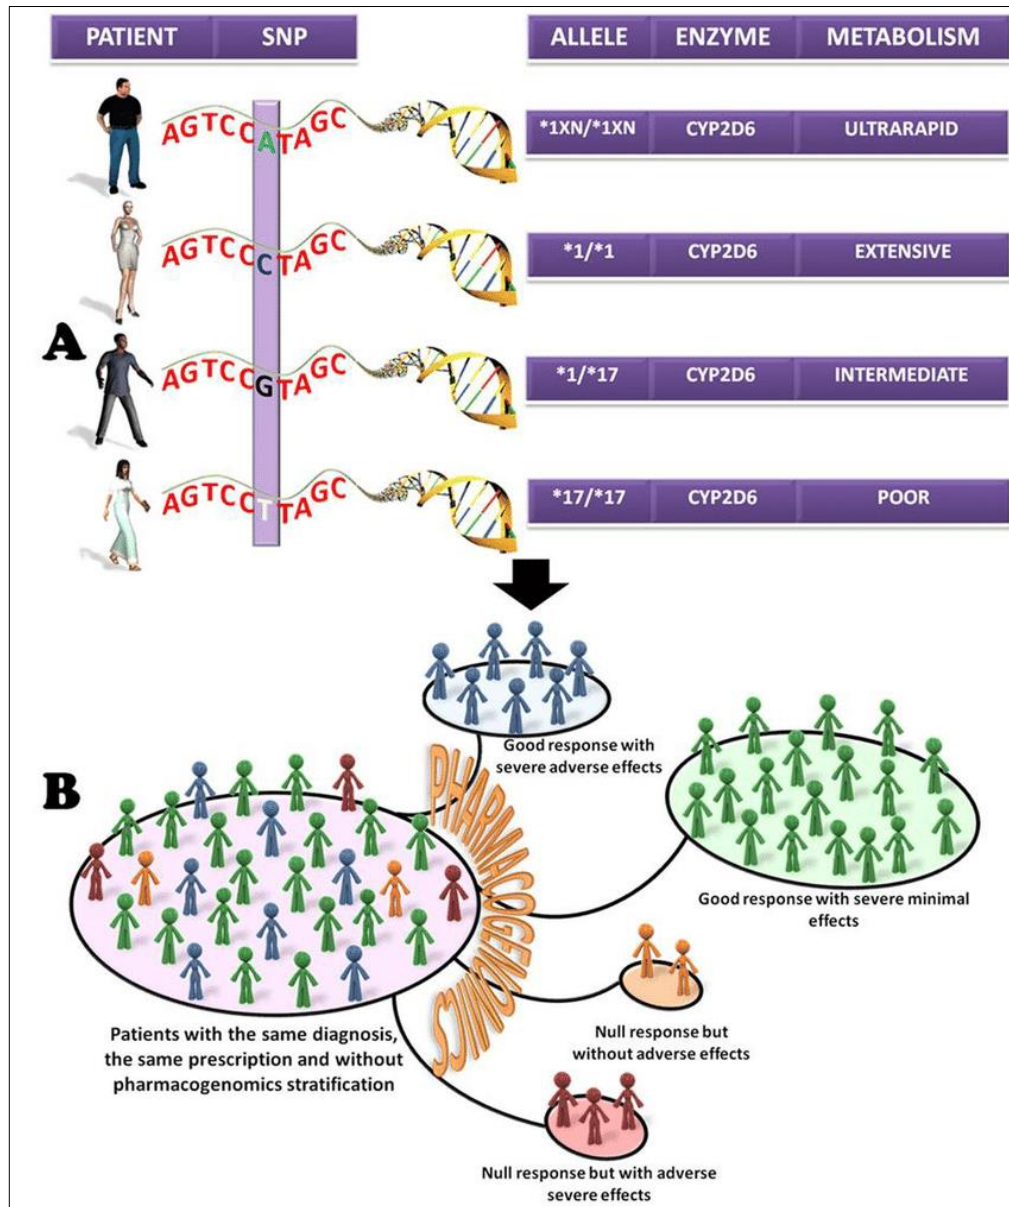 PATIENT SNP ALLELE ENZYME METABOLISM
AGTCCATAGC *1XN/*1XN CYP2D6 ULTRARAPID
AGTCCCTAGC *1/*1 CYP2D6 EXTENSIVE
A
AGTCCGTAGC *1/*17 CYP2D6 INTERMEDIATE
AGTCCTTAGC *17/*17 CYP2D6 POOR
B
Good response with
severe adverse effects
PHARMACOGENOMICS
Good response with severe minimal
effects
Null response but
without adverse effects
Patients with the same diagnosis,
the same prescription and without
pharmacogenomics stratification
Null response but with adverse
severe effects